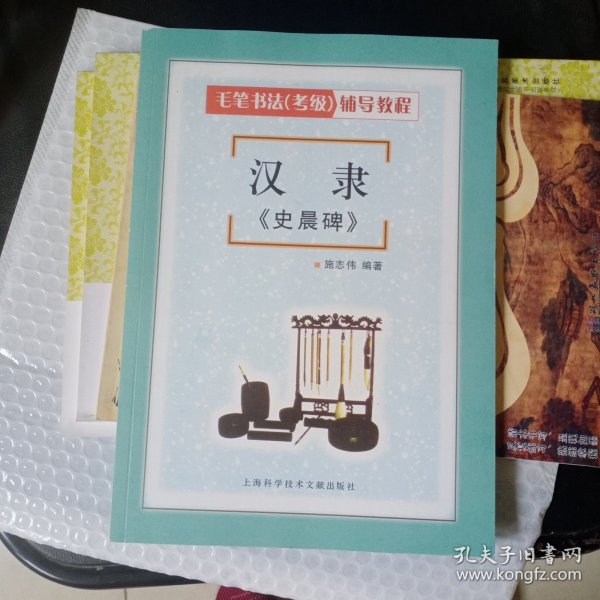 毛笔书法(考级)辅导教程
汉 隶
《史晨碑》
施志伟 编著
上海科学技术文献出版社
孔夫子旧书网
www.kongfz.com